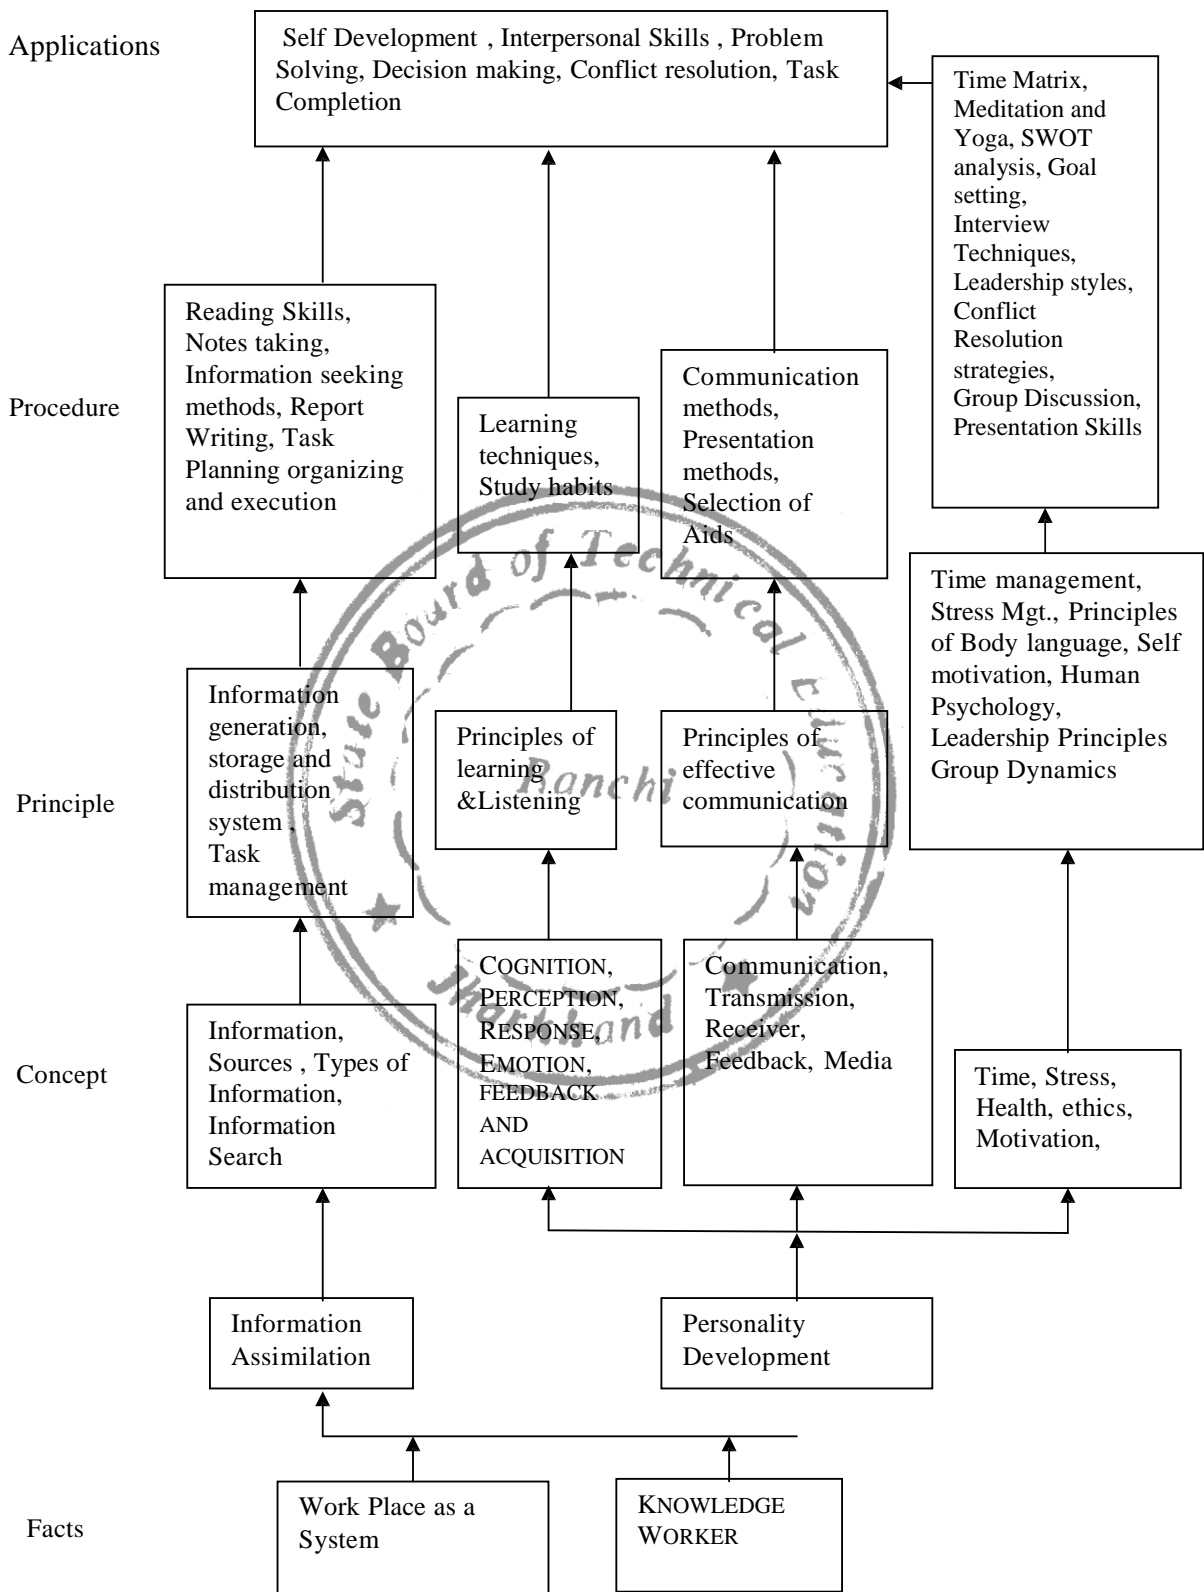 Applications
Self Development , Interpersonal Skills , Problem
Solving, Decision making, Conflict resolution, Task
Completion
Time Matrix,
Meditation and
Yoga, SWOT
analysis, Goal
setting,
Interview
Techniques,
Leadership styles,
Conflict
Resolution
strategies,
Group Discussion,
Presentation Skills
Procedure
Reading Skills,
Notes taking,
Information seeking
methods, Report
Writing, Task
Planning organizing
and execution
Learning
techniques,
Study habits
Communication
methods,
Presentation
methods,
Selection of
Aids
Time management,
Stress Mgt., Principles
of Body language, Self
motivation, Human
Psychology,
Leadership Principles
Group Dynamics
Principle
Information
generation,
storage and
distribution
system ,
Task
management
Principles of
learning
&Listening
Principles of
effective
communication
Concept
Information,
Sources , Types of
Information,
Information
Search
COGNITION,
PERCEPTION,
RESPONSE,
EMOTION,
FEEDBACK
AND
ACQUISITION
Communication,
Transmission,
Receiver,
Feedback, Media
Time, Stress,
Health, ethics,
Motivation,
Information
Assimilation
Personality
Development
Facts
Work Place as a
System
KNOWLEDGE
WORKER
State Board of Technical Education
Ranchi
Jharkhand